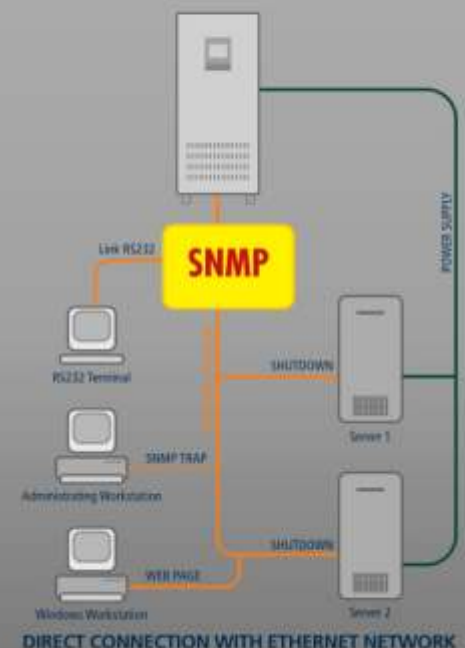 POWER SUPPLY
Link RS232
SNMP
RS232 Terminal
SHUTDOWN
Server 1
SNMP TRAP
Administrating Workstation
SHUTDOWN
WEB PAGE
Windows Workstation
Server 2
DIRECT CONNECTION WITH ETHERNET NETWORK